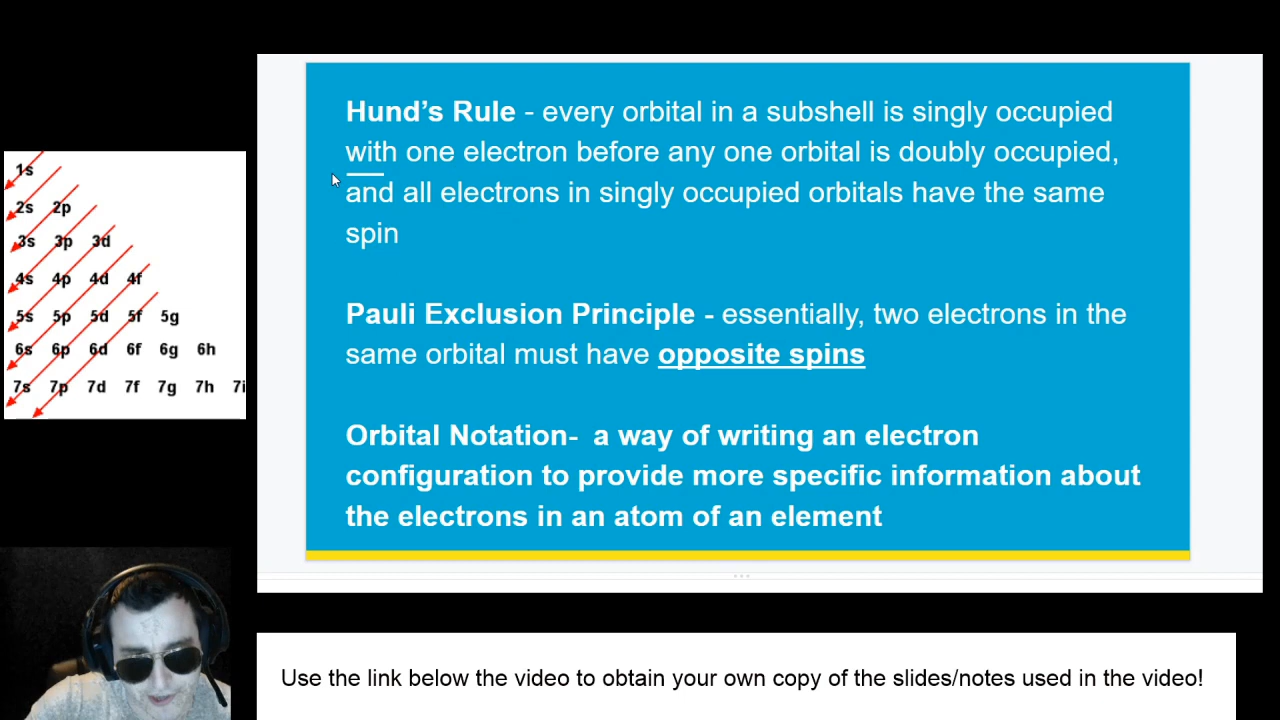 1s
2s 2p
3s 3p 3d
4s 4p 4d 4f
5s 5p 5d 5f 5g
6s 6p 6d 6f 6g 6h
7s 7p 7d 7f 7g 7h 7i
Hund’s Rule - every orbital in a subshell is singly occupied
with one electron before any one orbital is doubly occupied,
and all electrons in singly occupied orbitals have the same
spin
Pauli Exclusion Principle - essentially, two electrons in the
same orbital must have opposite spins
Orbital Notation- a way of writing an electron
configuration to provide more specific information about
the electrons in an atom of an element
Use the link below the video to obtain your own copy of the slides/notes used in the video!